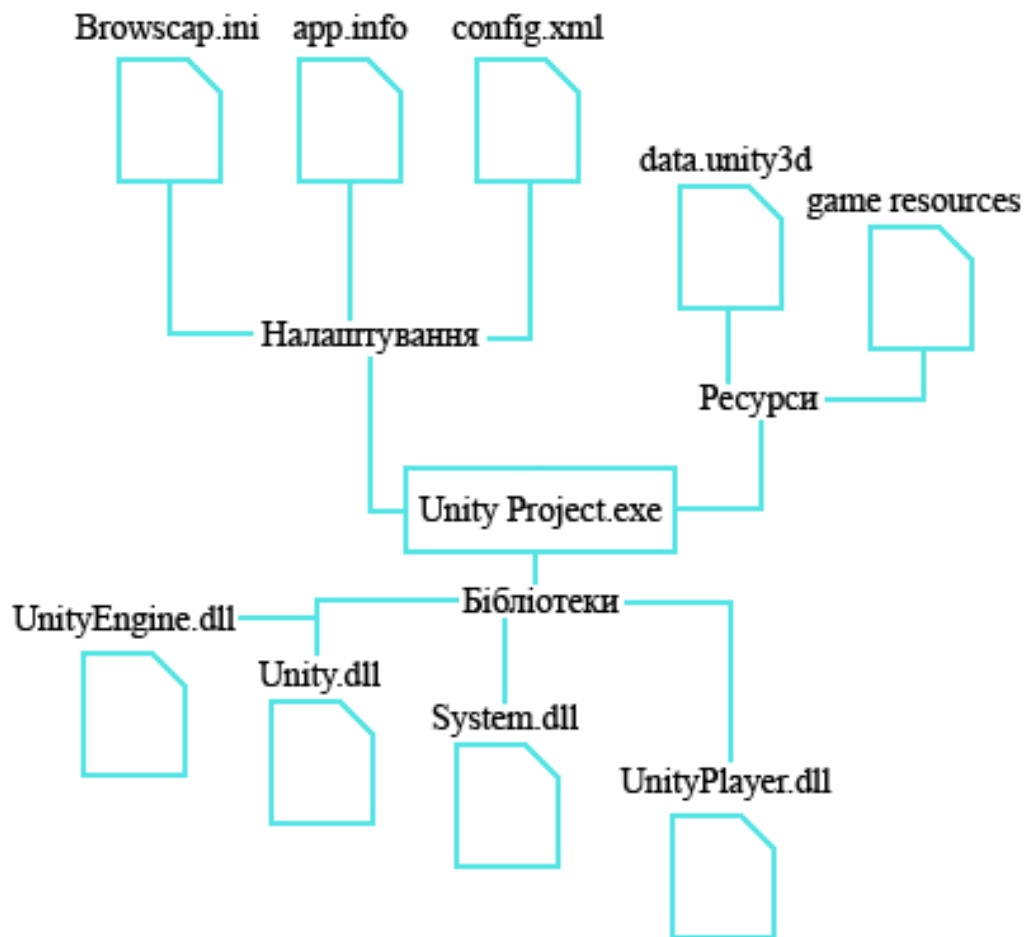 Browscap.ini
app.info
config.xml
data.unity3d
game resources
Налаштування
Ресурси
Unity Project.exe
Бібліотеки
UnityEngine.dll
Unity.dll
System.dll
UnityPlayer.dll